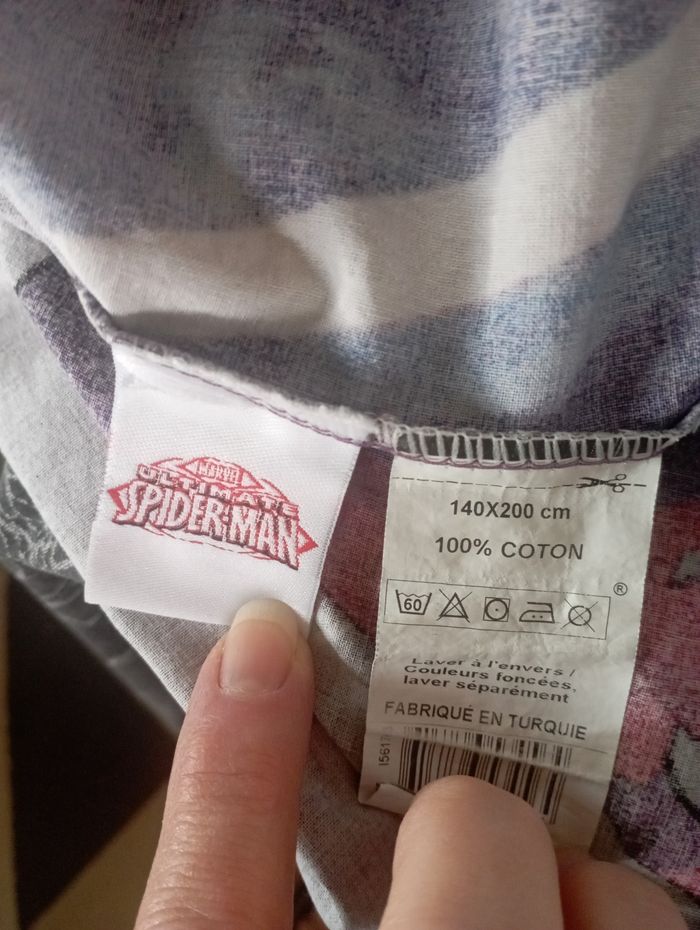 MARVEL
ULTIMATE
SPIDER-MAN
140X200 cm
100% COTON
60
®
Laver à l'envers /
Couleurs foncées,
laver séparément
FABRIQUÉ EN TURQUIE